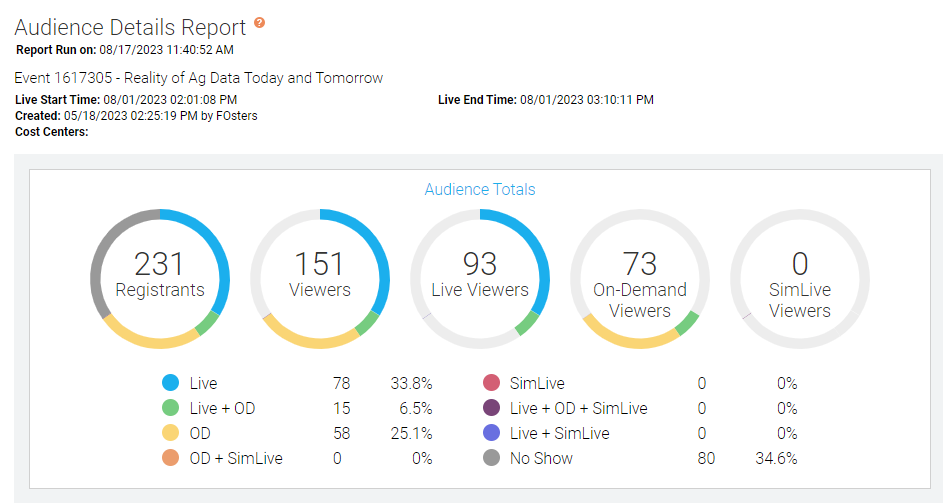 Audience Details Report ?
Report Run on: 08/17/2023 11:40:52 AM
Event 1617305 - Reality of Ag Data Today and Tomorrow
Live Start Time: 08/01/2023 02:01:08 PM Live End Time: 08/01/2023 03:10:11 PM
Created: 05/18/2023 02:25:19 PM by FOsters
Cost Centers:
Audience Totals
231
Registrants
151
Viewers
93
Live Viewers
73
On-Demand
Viewers
0
SimLive
Viewers
Live 78 33.8%
Live + OD 15 6.5%
OD 58 25.1%
OD + SimLive 0 0%
SimLive 0 0%
Live + OD + SimLive 0 0%
Live + SimLive 0 0%
No Show 80 34.6%